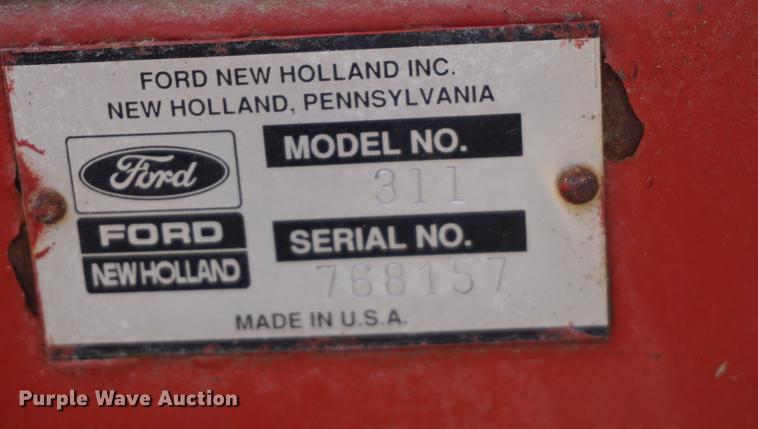 FORD NEW HOLLAND INC.
NEW HOLLAND, PENNSYLVANIA
Ford
FORD
NEW HOLLAND
MODEL NO.
311
SERIAL NO.
768157
MADE IN U.S.A.
Purple Wave Auction